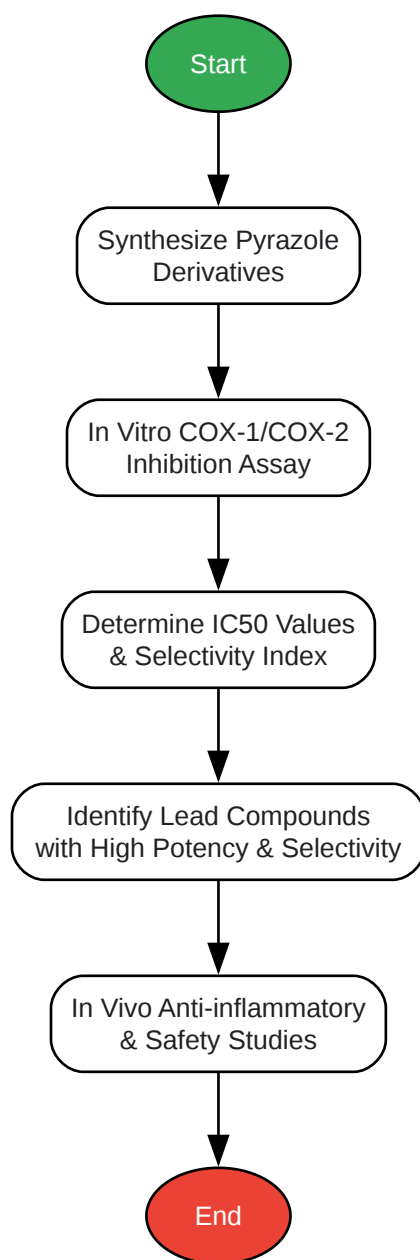 Start
Synthesize Pyrazole
Derivatives
In Vitro COX-1/COX-2
Inhibition Assay
Determine IC50 Values
& Selectivity Index
Identify Lead Compounds
with High Potency & Selectivity
In Vivo Anti-inflammatory
& Safety Studies
End